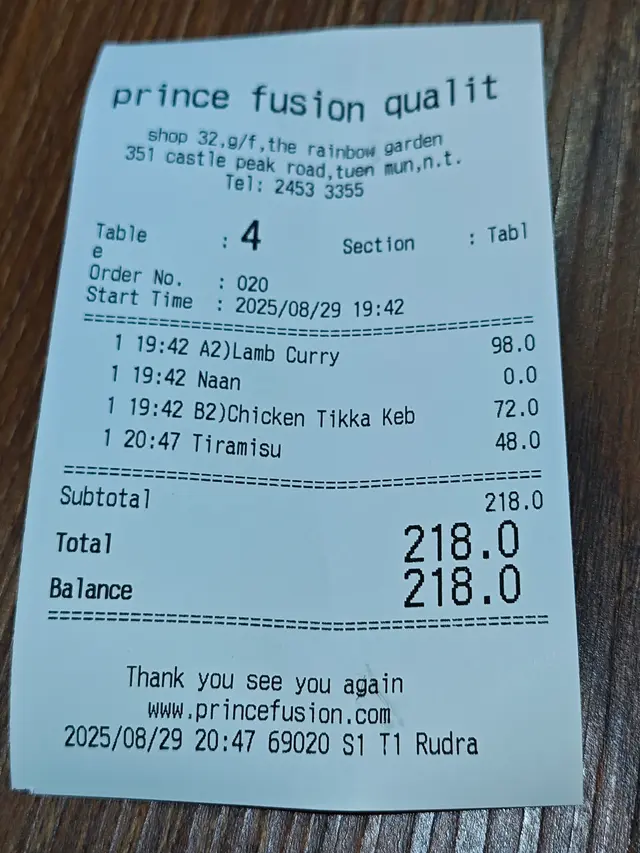 prince fusion qualit
shop 32,g/f,the rainbow garden
351 castle peak road,tuen mun,n.t.
Tel: 2453 3355
Table : 4 Section : Tabl
e
Order No. : 020
Start Time : 2025/08/29 19:42
1 19:42 A2)Lamb Curry 98.0
1 19:42 Naan 0.0
1 19:42 B2)Chicken Tikka Keb 72.0
1 20:47 Tiramisu 48.0
Subtotal 218.0
Total 218.0
Balance 218.0
Thank you see you again
www.princefusion.com
2025/08/29 20:47 69020 S1 T1 Rudra